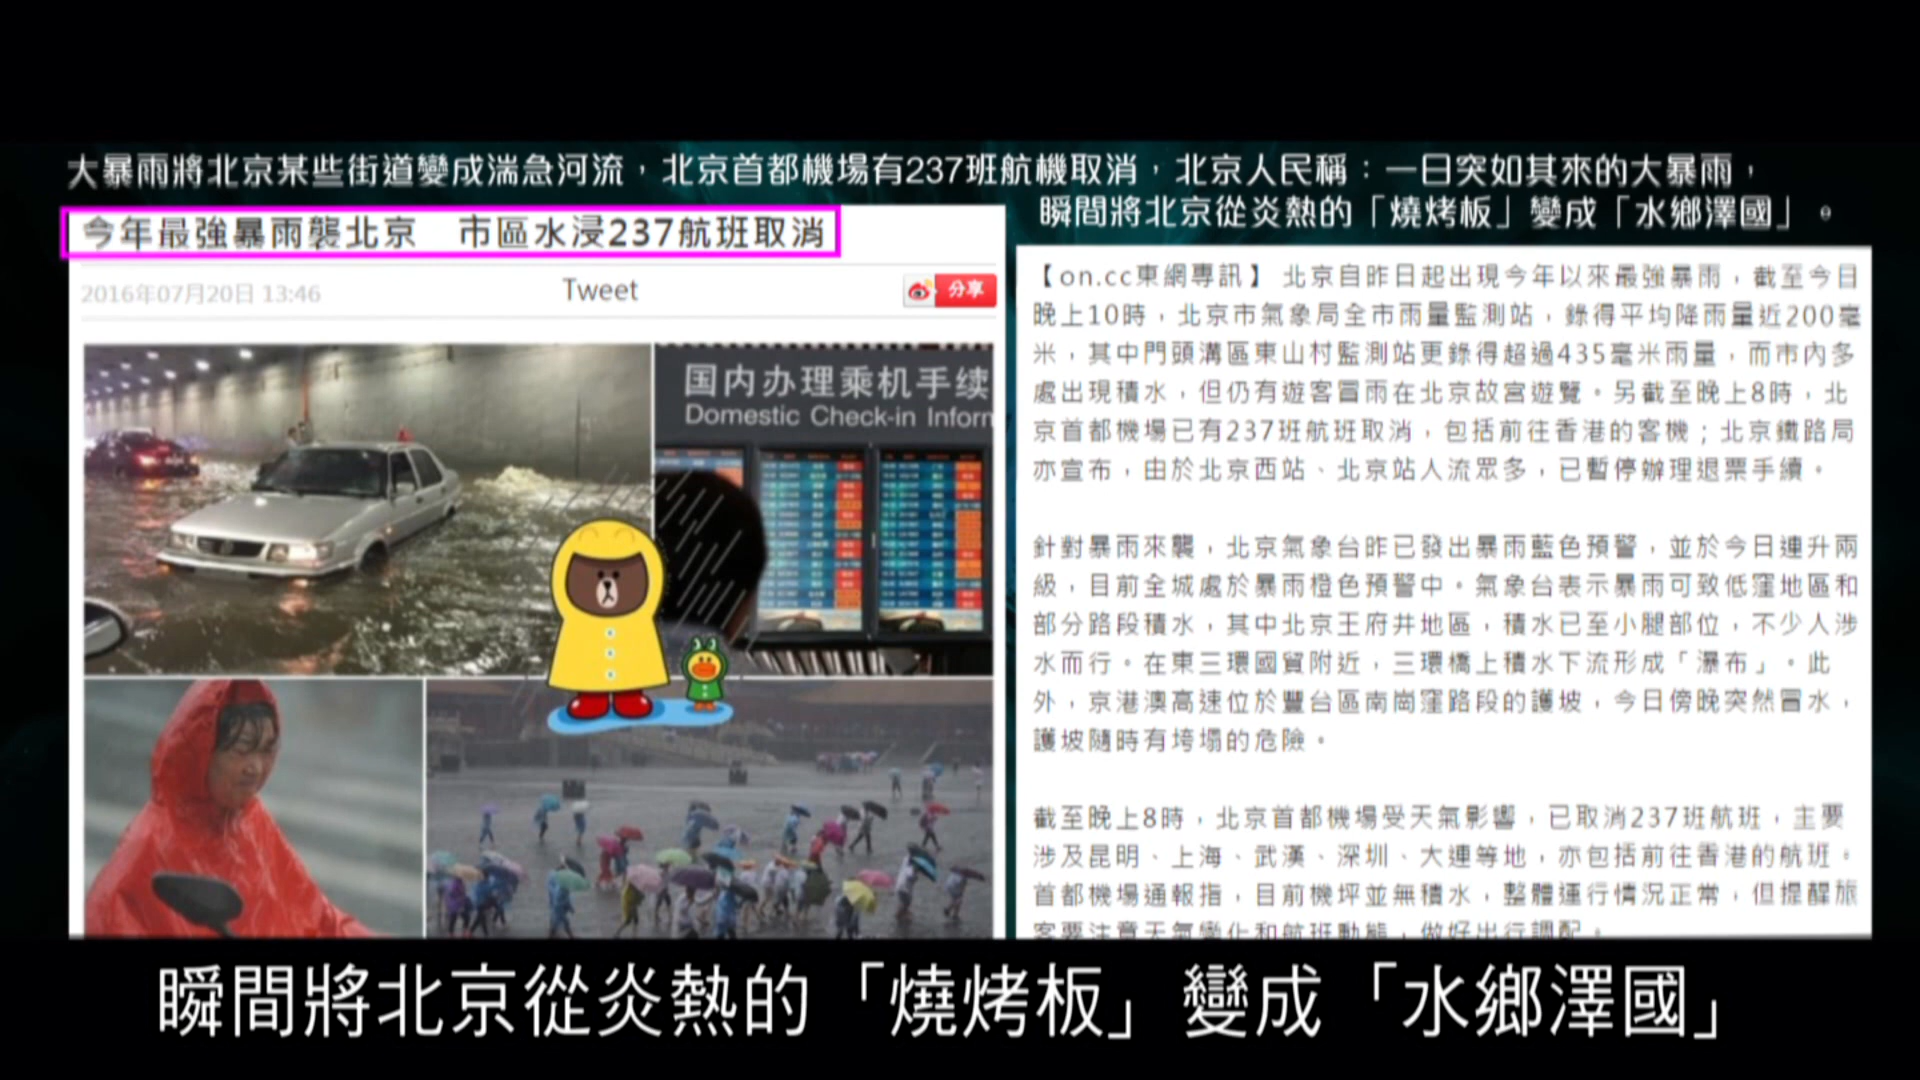 大暴雨將北京某些街道變成湍急河流，北京首都機場有237班航機取消，北京人民稱：一日突如其來的大暴雨，
瞬間將北京從炎熱的「燒烤板」變成「水鄉澤國」。
今年最強暴雨襲北京　市區水浸237航班取消
2016年07月20日 13:46
Tweet
分享
国内办理乘机手续
Domestic Check-in Inform
【on.cc東網專訊】 北京自昨日起出現今年以來最強暴雨，截至今日
晚上10時，北京市氣象局全市雨量監測站，錄得平均降雨量近200毫
米，其中門頭溝區東山村監測站更錄得超過435毫米雨量，而市內多
處出現積水，但仍有遊客冒雨在北京故宮遊覽。另截至晚上8時，北
京首都機場已有237班航班取消，包括前往香港的客機；北京鐵路局
亦宣布，由於北京西站、北京站人流眾多，已暫停辦理退票手續。
針對暴雨來襲，北京氣象台昨已發出暴雨藍色預警，並於今日連升兩
級，目前全城處於暴雨橙色預警中。氣象台表示暴雨可致低窪地區和
部分路段積水，其中北京王府井地區，積水已至小腿部位，不少人涉
水而行。在東三環國貿附近，三環橋上積水下流形成「瀑布」。此
外，京港澳高速位於豐台區南崗窪路段的護坡，今日傍晚突然冒水，
護坡隨時有垮塌的危險。
截至晚上8時，北京首都機場受天氣影響，已取消237班航班，主要
涉及昆明、上海、武漢、深圳、大連等地，亦包括前往香港的航班。
首都機場通報指，目前機坪並無積水，整體運行情況正常，但提醒旅
客要注意天氣變化和航班動態，做好出行調配。
瞬間將北京從炎熱的「燒烤板」變成「水鄉澤國」